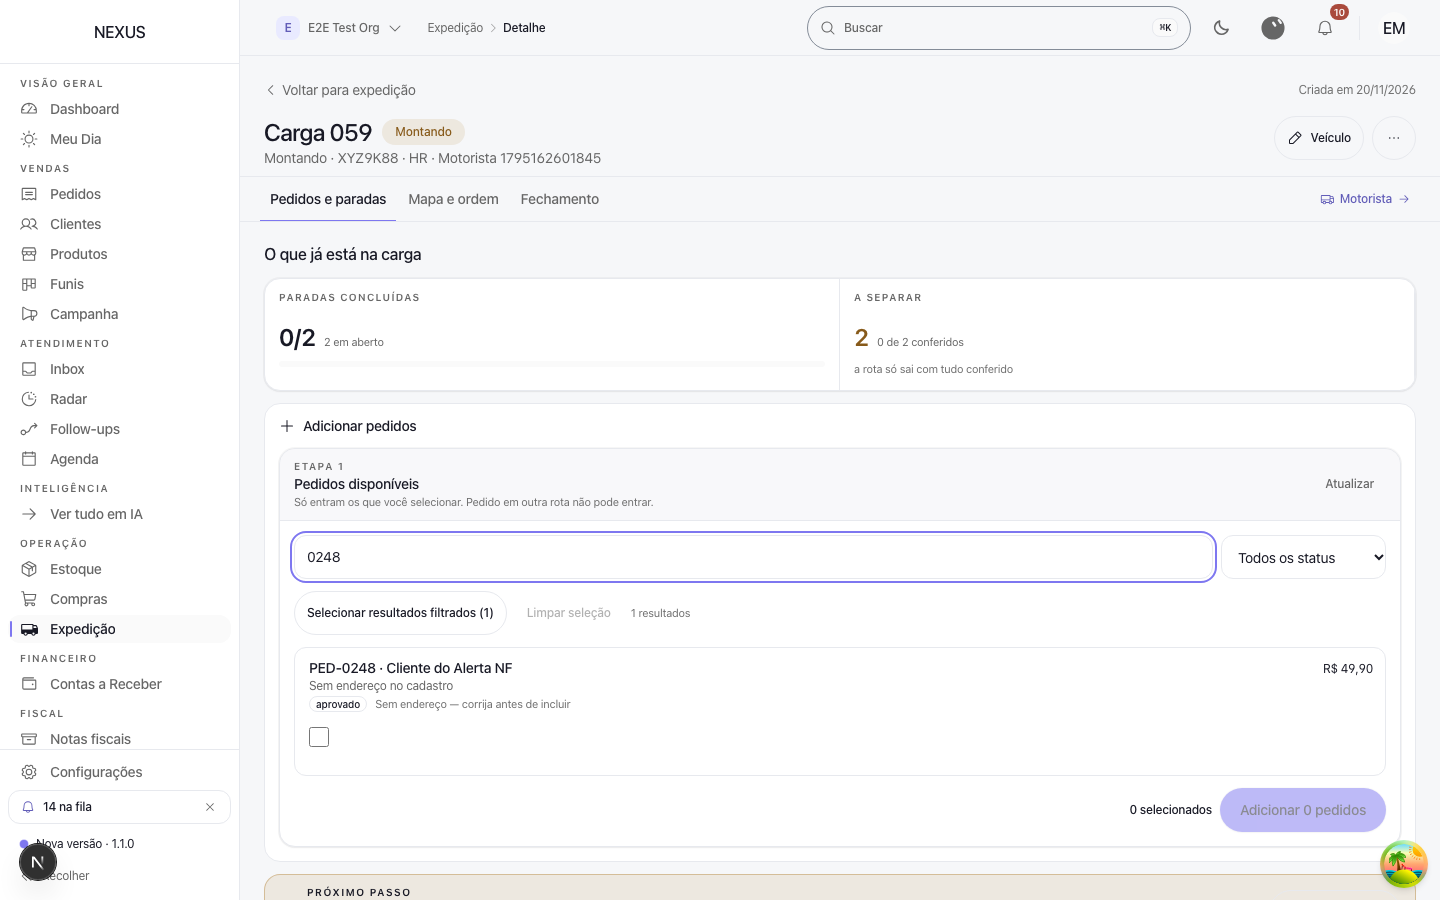 NEXUS
E
E2E Test Org
Expedição
Detalhe
Buscar
⌘K
10
EM
VISÃO GERAL
Dashboard
Meu Dia
VENDAS
Pedidos
Clientes
Produtos
Funis
Campanha
ATENDIMENTO
Inbox
Radar
Follow-ups
Agenda
INTELIGÊNCIA
Ver tudo em IA
OPERAÇÃO
Estoque
Compras
Expedição
FINANCEIRO
Contas a Receber
FISCAL
Notas fiscais
Configurações
14 na fila
Nova versão · 1.1.0
N
Voltar para expedição
Criada em 20/11/2026
Carga 059
Montando
Veículo
···
Montando · XYZ9K88 · HR · Motorista 1795162601845
Pedidos e paradas
Mapa e ordem
Fechamento
Motorista
O que já está na carga
PARADAS CONCLUÍDAS
0/2 2 em aberto
A SEPARAR
2 0 de 2 conferidos
a rota só sai com tudo conferido
Adicionar pedidos
ETAPA 1
Pedidos disponíveis
Só entram os que você selecionar. Pedido em outra rota não pode entrar.
Atualizar
0248
Todos os status
Selecionar resultados filtrados (1)
Limpar seleção
1 resultados
PED-0248 · Cliente do Alerta NF
R$ 49,90
Sem endereço no cadastro
aprovado
Sem endereço — corrija antes de incluir
0 selecionados
Adicionar 0 pedidos
PRÓXIMO PASSO